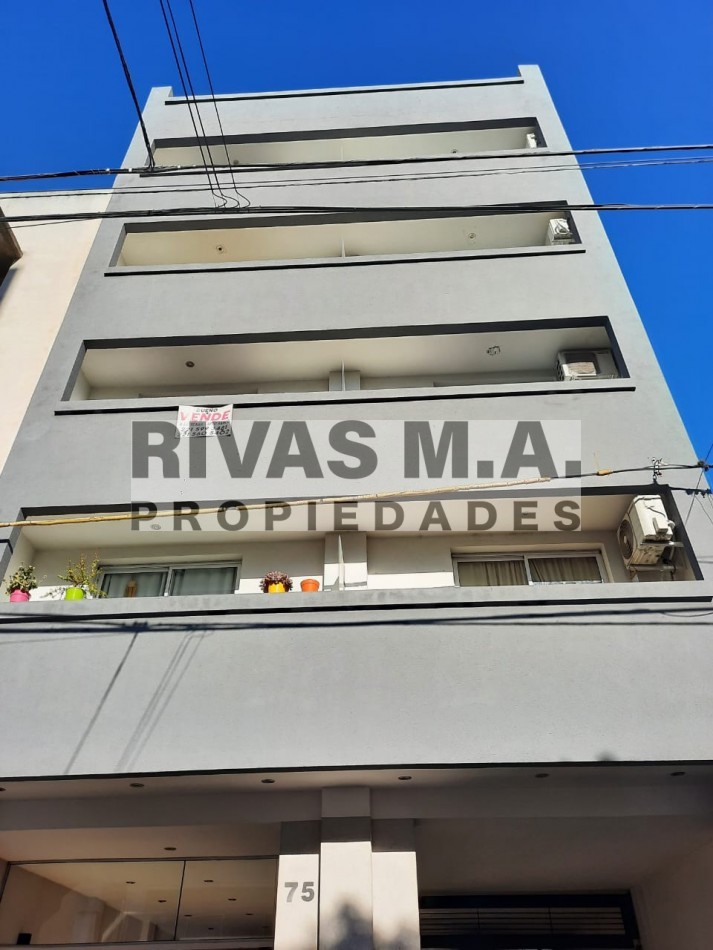 DUEÑO
VENDE
RIVAS M.A.
PROPIEDADES
75